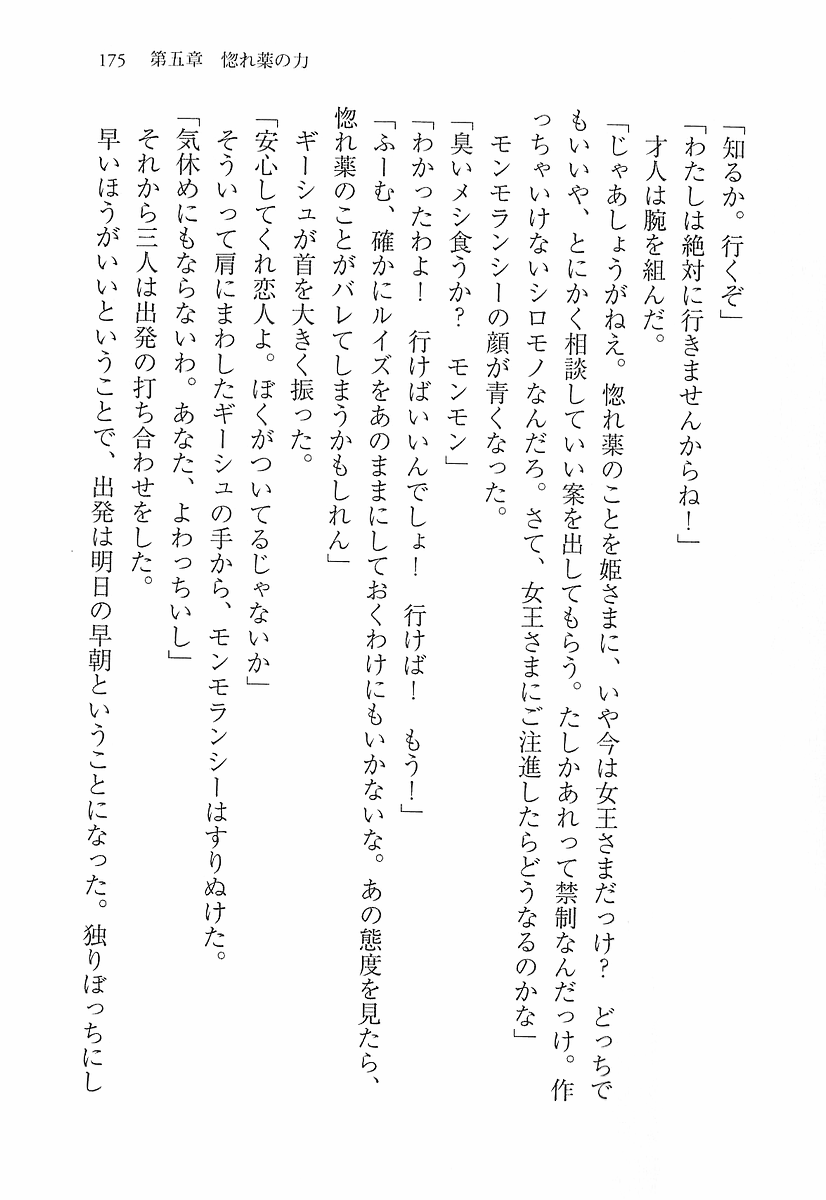 175　第五章　惚れ薬の力
「知るか。行くぞ」
「わたしは絶対に行きませんからね！」
才人は腕を組んだ。
「じゃあしょうがねえ。惚れ薬のことを姫さまに、いや今は女王さまだっけ？　どっちで
もいいや、とにかく相談していい案を出してもらう。たしかあれって禁制なんだっけ。作
っちゃいけないシロモノなんだろ。さて、女王さまにご注進したらどうなるのかな」
モンモランシーの顔が青くなった。
「臭いメシ食うか？　モンモン」
「わかったわよ！　行けばいいんでしょ！　行けば！　もう！」
「ふーむ、確かにルイズをあのままにしておくわけにもいかないな。あの態度を見たら、
惚れ薬のことがバレてしまうかもしれん」
ギーシュが首を大きく振った。
「安心してくれ恋人よ。ぼくがついてるじゃないか」
そういって肩にまわしたギーシュの手から、モンモランシーはすりぬけた。
「気休めにもならないわ。あなた、よわっちいし」
それから三人は出発の打ち合わせをした。
早いほうがいいということで、出発は明日の早朝ということになった。独りぼっちにし